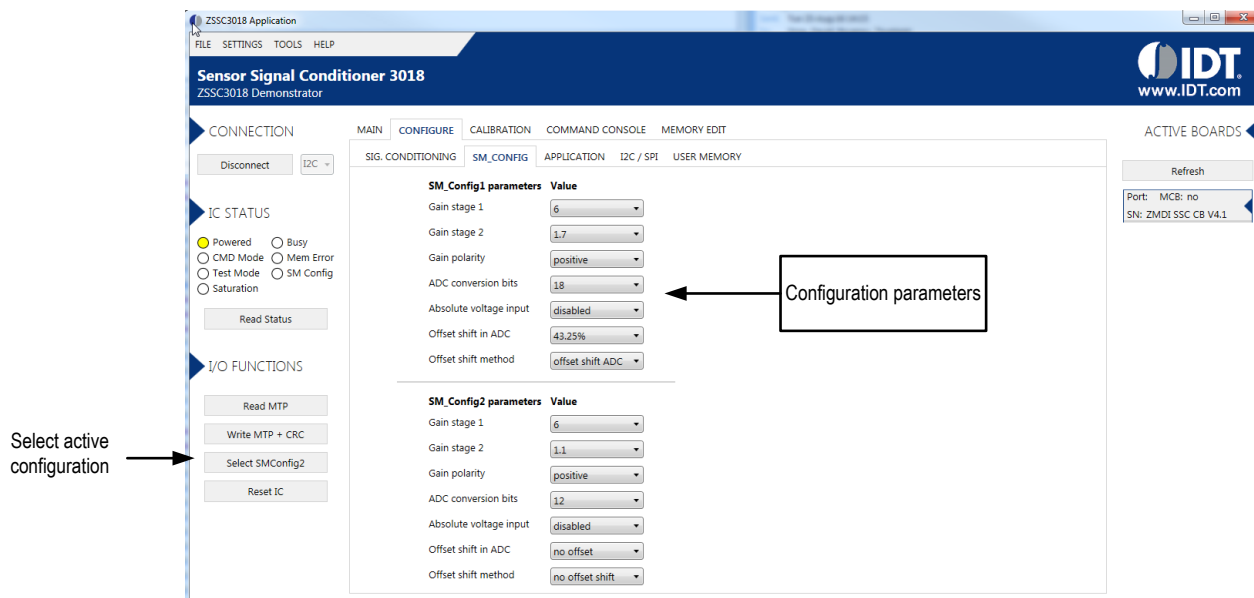 ZSSC3018 Application
FILE SETTINGS TOOLS HELP
Sensor Signal Conditioner 3018
ZSSC3018 Demonstrator
IDT.
www.IDT.com
CONNECTION
Disconnect I2C
IC STATUS
Powered Busy
CMD Mode Mem Error
Test Mode SM Config
Saturation
Read Status
I/O FUNCTIONS
Read MTP
Write MTP + CRC
Select SMConfig2
Reset IC
Select active
configuration
MAIN CONFIGURE CALIBRATION COMMAND CONSOLE MEMORY EDIT
SIG. CONDITIONING SM_CONFIG APPLICATION I2C / SPI USER MEMORY
SM_Config1 parameters Value
Gain stage 1 6
Gain stage 2 1.7
Gain polarity positive
ADC conversion bits 18
Absolute voltage input disabled
Offset shift in ADC 43.25%
Offset shift method offset shift ADC
SM_Config2 parameters Value
Gain stage 1 6
Gain stage 2 1.1
Gain polarity positive
ADC conversion bits 12
Absolute voltage input disabled
Offset shift in ADC no offset
Offset shift method no offset shift
Configuration parameters
ACTIVE BOARDS
Refresh
Port: MCB: no
SN: ZMDI SSC CB V4.1